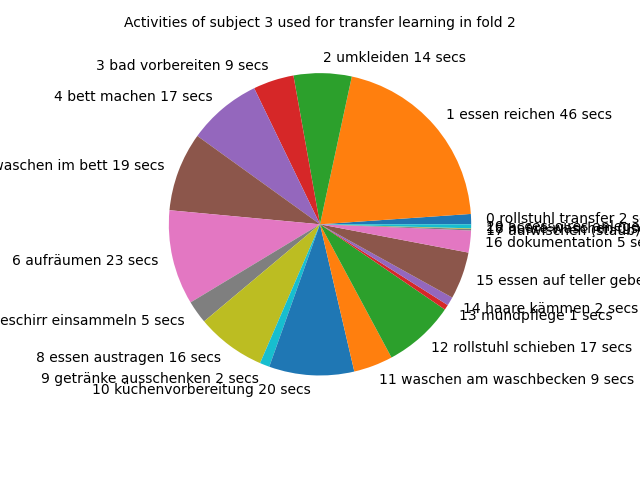 Activities of subject 3 used for transfer learning in fold 2
2 umkleiden 14 secs
3 bad vorbereiten 9 secs
4 bett machen 17 secs
1 essen reichen 46 secs
waschen im bett 19 secs
0 rollstuhl transfer 2 s
16 dokumentation 5 se
6 aufräumen 23 secs
15 essen auf teller gebe
14 haare kämmen 2 secs
13 mundpflege 1 secs
eschirr einsammeln 5 secs
12 rollstuhl schieben 17 secs
8 essen austragen 16 secs
9 getränke ausschenken 2 secs
11 waschen am waschbecken 9 secs
10 küchenvorbereitung 20 secs